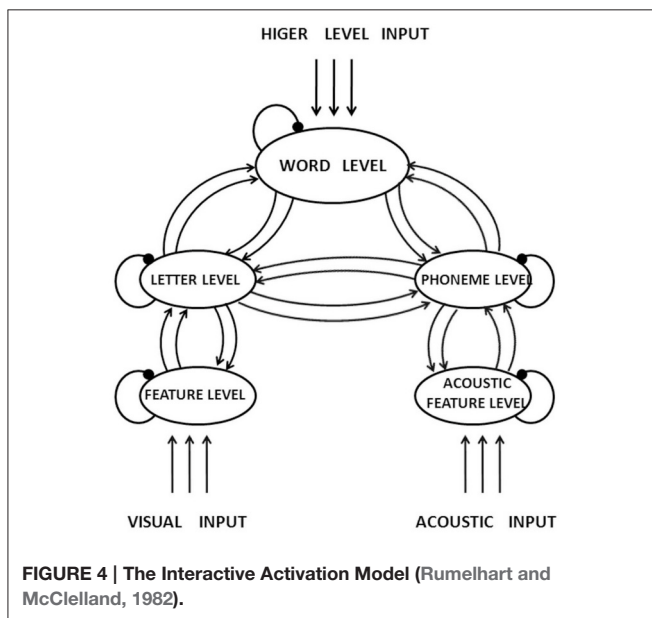 HIGER LEVEL INPUT
WORD LEVEL
LETTER LEVEL
PHONEME LEVEL
FEATURE LEVEL
ACOUSTIC
FEATURE LEVEL
VISUAL INPUT
ACOUSTIC INPUT
FIGURE 4 | The Interactive Activation Model (Rumelhart and
McClelland, 1982).